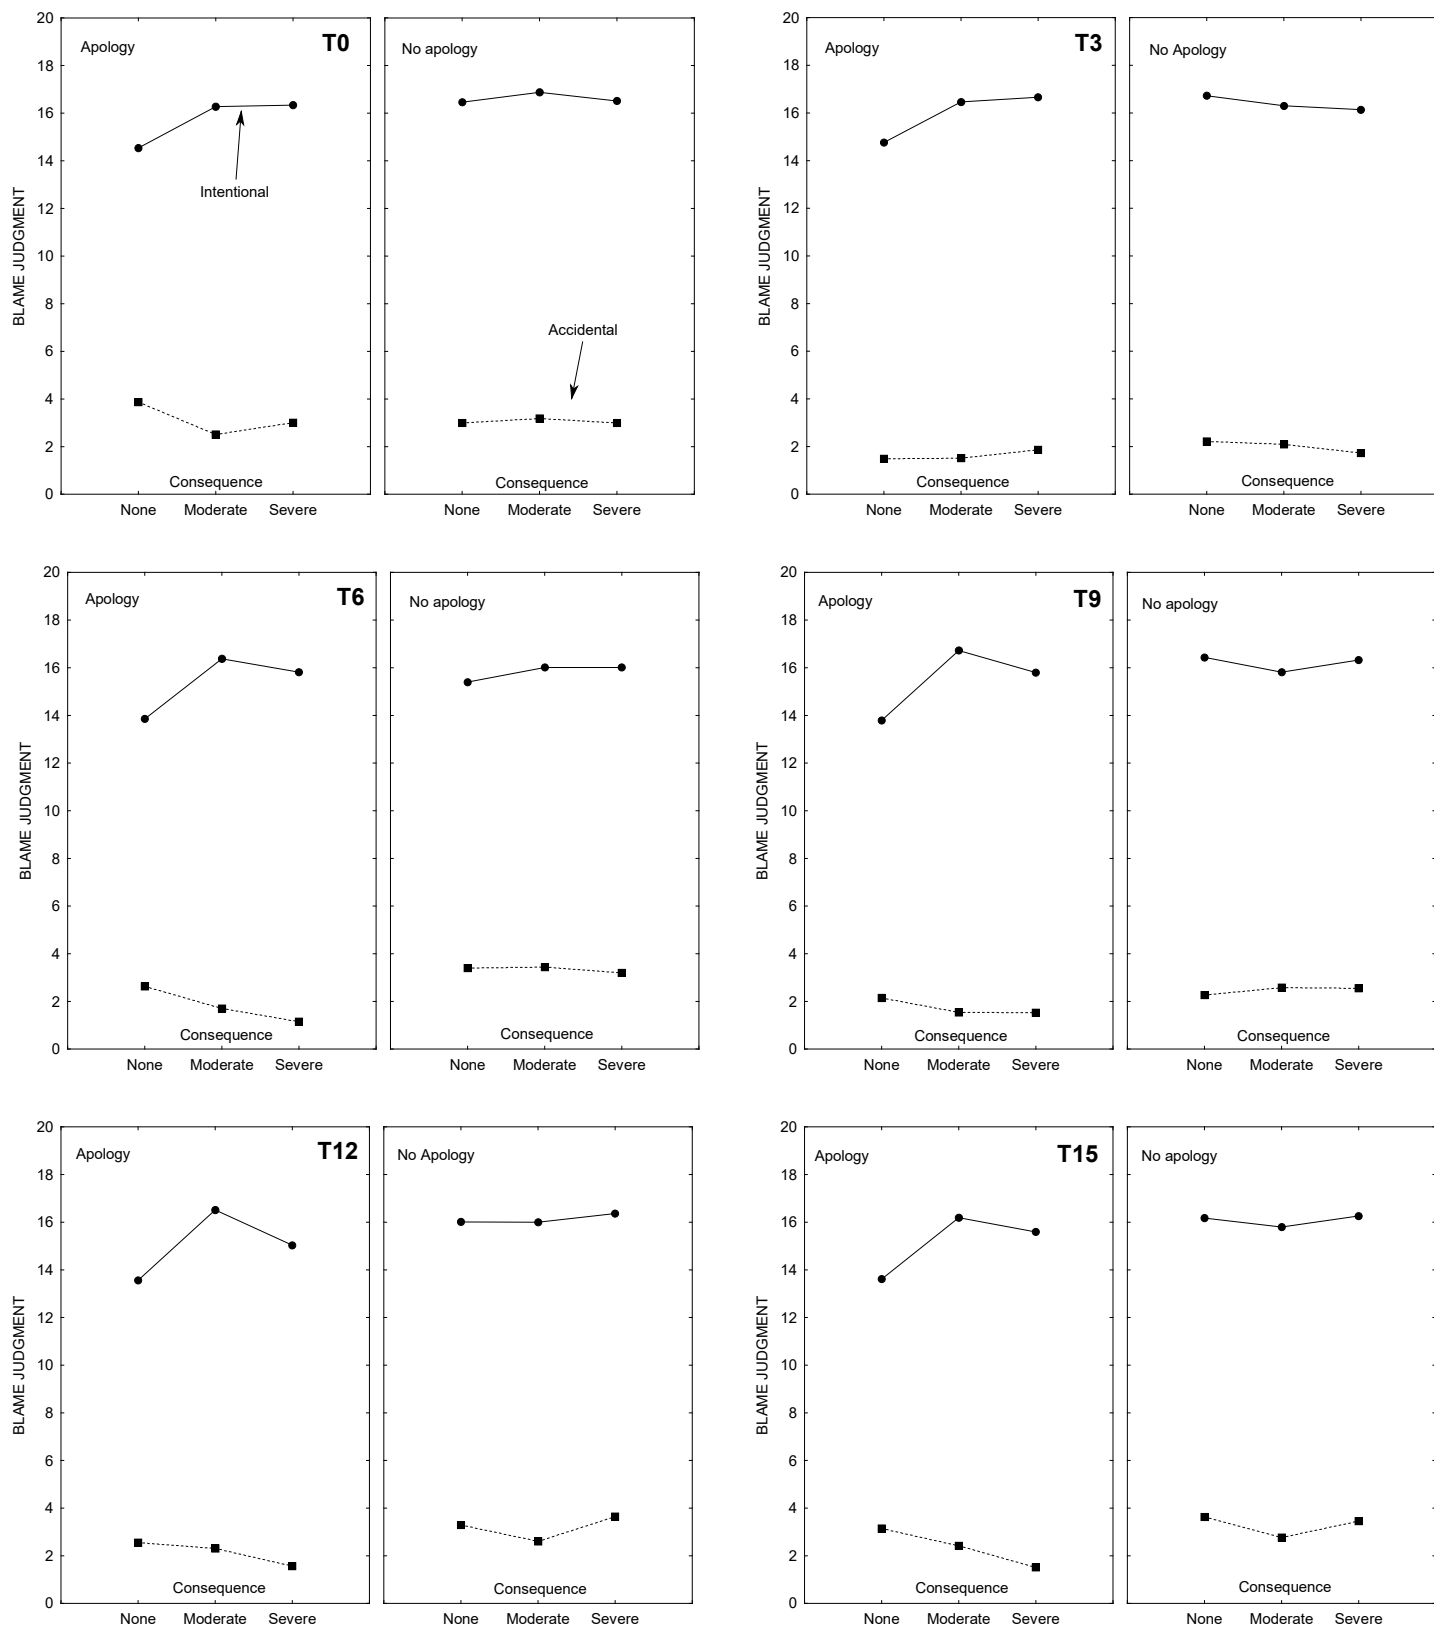 20
18
16
14
12
10
8
6
4
2
0
BLAME JUDGMENT
Apology
T0
No apology
Intentional
Accidental
Consequence
Consequence
None Moderate Severe
None Moderate Severe
20
18
16
14
12
10
8
6
4
2
0
BLAME JUDGMENT
Apology
T3
No Apology
Consequence
Consequence
None Moderate Severe
None Moderate Severe
20
18
16
14
12
10
8
6
4
2
0
BLAME JUDGMENT
Apology
T6
No apology
Consequence
Consequence
None Moderate Severe
None Moderate Severe
20
18
16
14
12
10
8
6
4
2
0
BLAME JUDGMENT
Apology
T9
No apology
Consequence
Consequence
None Moderate Severe
None Moderate Severe
20
18
16
14
12
10
8
6
4
2
0
BLAME JUDGMENT
Apology
T12
No Apology
Consequence
Consequence
None Moderate Severe
None Moderate Severe
20
18
16
14
12
10
8
6
4
2
0
BLAME JUDGMENT
Apology
T15
No apology
Consequence
Consequence
None Moderate Severe
None Moderate Severe